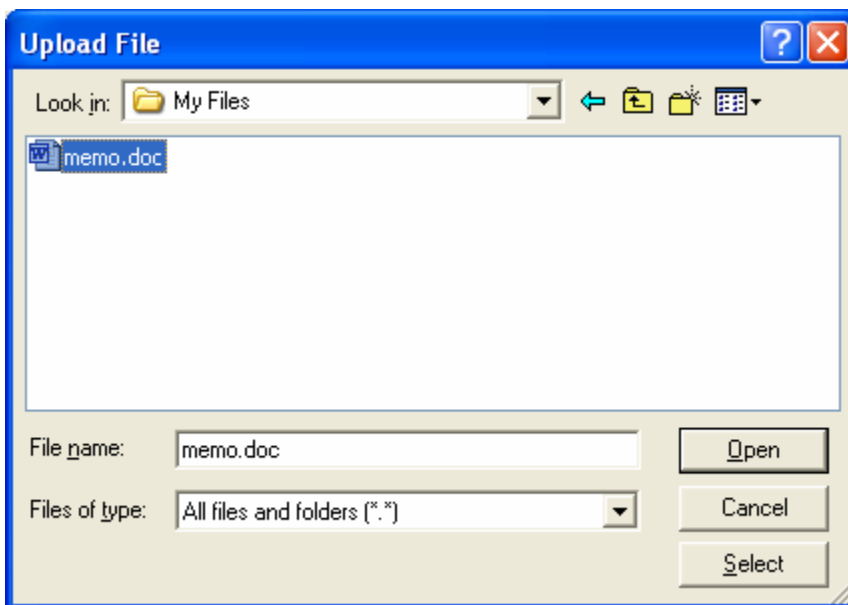 Upload File
Look in: My Files
memo.doc
File name: memo.doc Open
Files of type: All files and folders (*.*) Cancel
Select